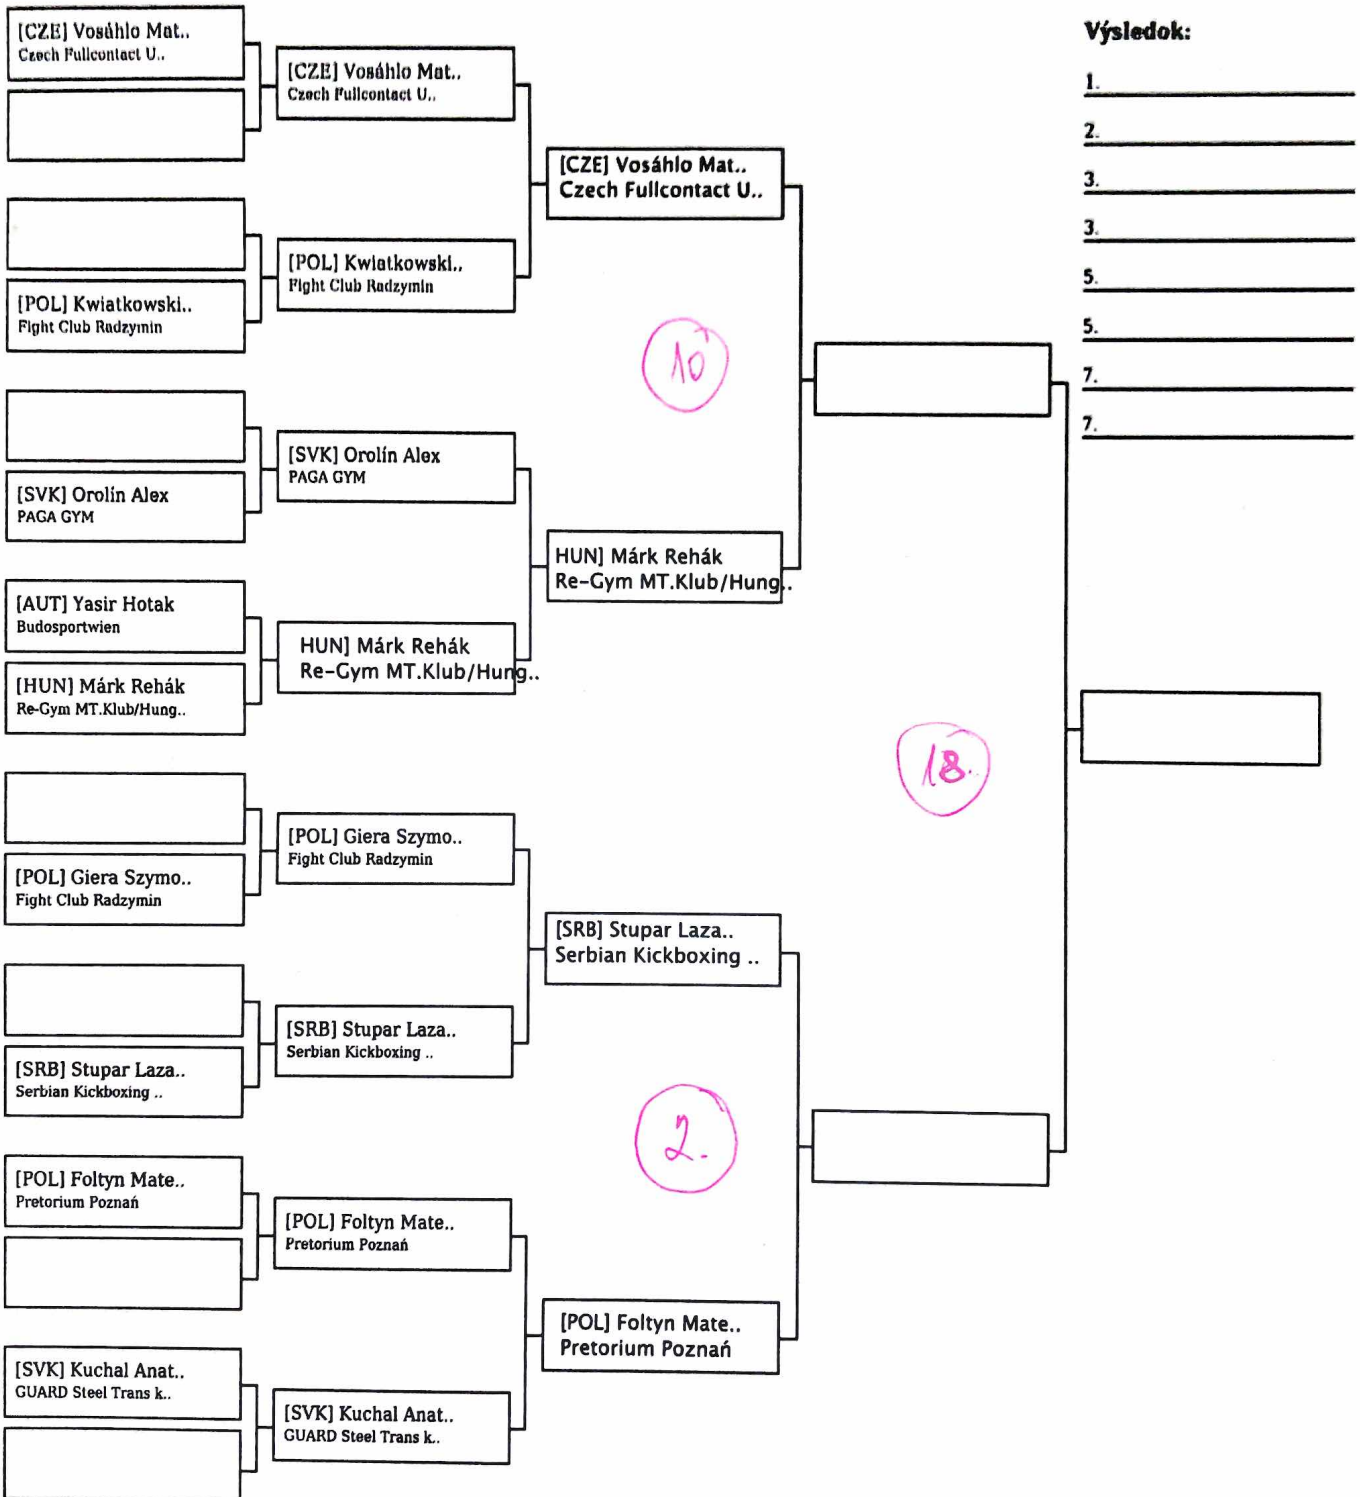 [CZE] Vosáhlo Mat..
Czech Fullcontact U..
[POL] Kwiatkowski..
Fight Club Radzymin
[SVK] Orolín Alex
PAGA GYM
[AUT] Yasir Hotak
Budosportwien
[HUN] Márk Rehák
Re-Gym MT.Klub/Hung..
[POL] Giera Szymo..
Fight Club Radzymin
[SRB] Stupar Laza..
Serbian Kickboxing ..
[POL] Foltyn Mate..
Pretorium Poznań
[SVK] Kuchal Anat..
GUARD Steel Trans k..
[CZE] Vosáhlo Mat..
Czech Fullcontact U..
[POL] Kwiatkowski..
Fight Club Radzymin
[SVK] Orolín Alex
PAGA GYM
HUN] Márk Rehák
Re-Gym MT.Klub/Hung..
[POL] Giera Szymo..
Fight Club Radzymin
[SRB] Stupar Laza..
Serbian Kickboxing ..
[POL] Foltyn Mate..
Pretorium Poznań
[SVK] Kuchal Anat..
GUARD Steel Trans k..
[CZE] Vosáhlo Mat..
Czech Fullcontact U..
HUN] Márk Rehák
Re-Gym MT.Klub/Hung..
[SRB] Stupar Laza..
Serbian Kickboxing ..
[POL] Foltyn Mate..
Pretorium Poznań
10
2.
18.
Výsledok:
1.
2.
3.
3.
5.
5.
7.
7.